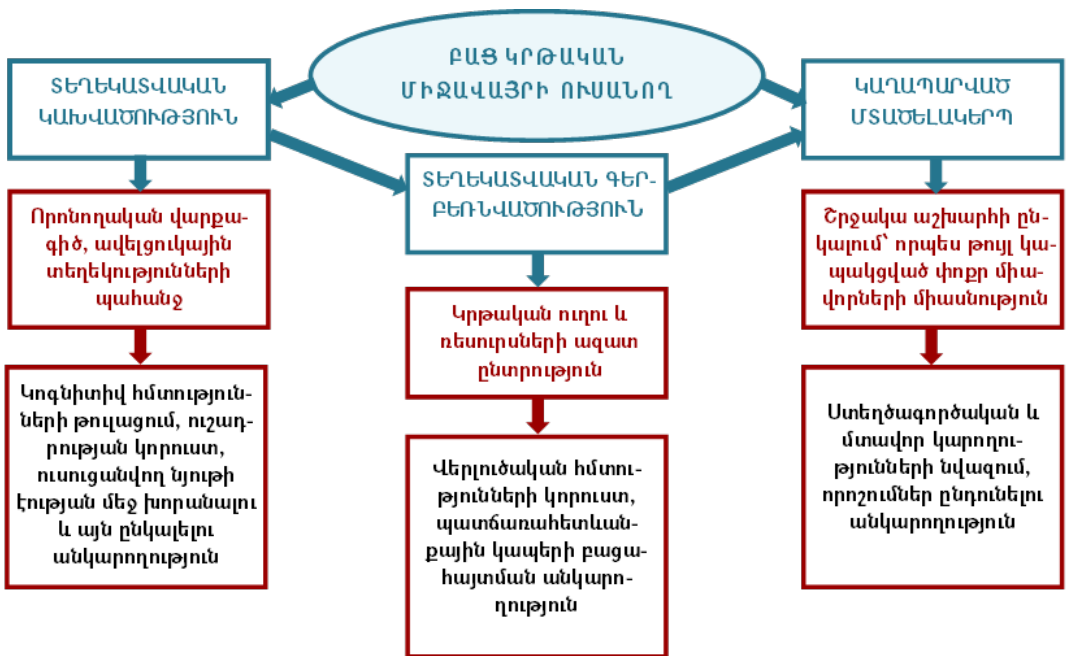 ԲԱՑ ԿՐԹԱԿԱՆ
ՄԻՋԱՎԱՅՐԻ ՈՒՍԱՆՈՂ
ՏԵՂԵԿԱՏՎԱԿԱՆ
ԿԱԽՎԱԾՈՒԹՅՈՒՆ
Որոնողական վարքա-
գիծ, ավելցուկային
տեղեկությունների
պահանջ
Կոգնիտիվ հմտություն-
ների թուլացում, ուշադ-
րության կորուստ,
ուսուցանվող նյութի
էության մեջ խորանալու
և այն ընկալելու
անկարողություն
ՏԵՂԵԿԱՏՎԱԿԱՆ ԳԵՐ-
ԲԵՌՆՎԱԾՈՒԹՅՈՒՆ
Կրթական ուղու և
ռեսուրսների ազատ
ընտրություն
Վերլուծական հմտու-
թյունների կորուստ,
պատճառահետևան-
քային կապերի բացա-
հայտման անկարո-
ղություն
ԿԱՂԱՊԱՐՎԱԾ
ՄՏԱԾԵԼԱԿԵՐՊ
Շրջակա աշխարհի ըն-
կալում՝ որպես թույլ կա-
պակցված փոքր միա-
վորների միասնություն
Ստեղծագործական և
մտավոր կարողու-
թյունների նվազում,
որոշումներ ընդունելու
անկարողություն